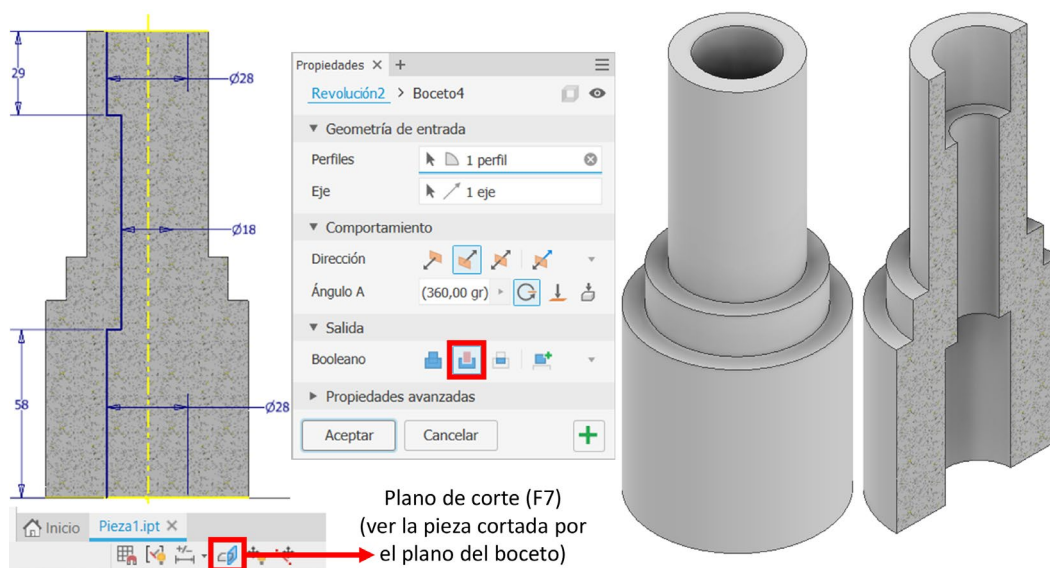 29
Ø28
Ø18
58
Ø28
Propiedades × +
Revolución2 > Boceto4
Geometría de entrada
Perfiles
1 perfil
Eje
1 eje
Comportamiento
Dirección
Ángulo A
(360,00 gr)
Salida
Booleano
Propiedades avanzadas
Aceptar
Cancelar
Inicio
Pieza1.ipt ×
Plano de corte (F7)
(ver la pieza cortada por
el plano del boceto)